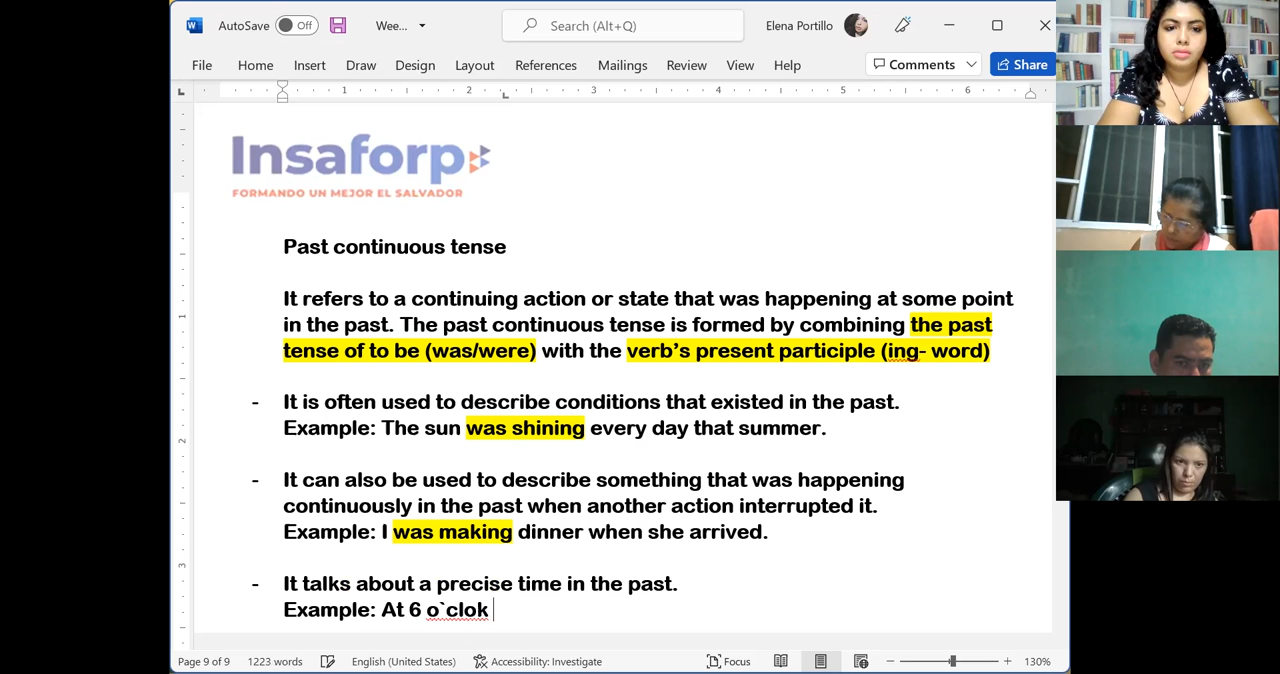 AutoSave Off Wee... Search (Alt+Q) Elena Portillo
File Home Insert Draw Design Layout References Mailings Review View Help Comments Share
1 2 3 4 5 6
Insaforp
FORMANDO UN MEJOR EL SALVADOR
Past continuous tense
It refers to a continuing action or state that was happening at some point
in the past. The past continuous tense is formed by combining the past
tense of to be (was/were) with the verb’s present participle (ing- word)
- It is often used to describe conditions that existed in the past.
Example: The sun was shining every day that summer.
- It can also be used to describe something that was happening
continuously in the past when another action interrupted it.
Example: I was making dinner when she arrived.
- It talks about a precise time in the past.
Example: At 6 o`clok
Page 9 of 9 1223 words English (United States) Accessibility: Investigate Focus 130%